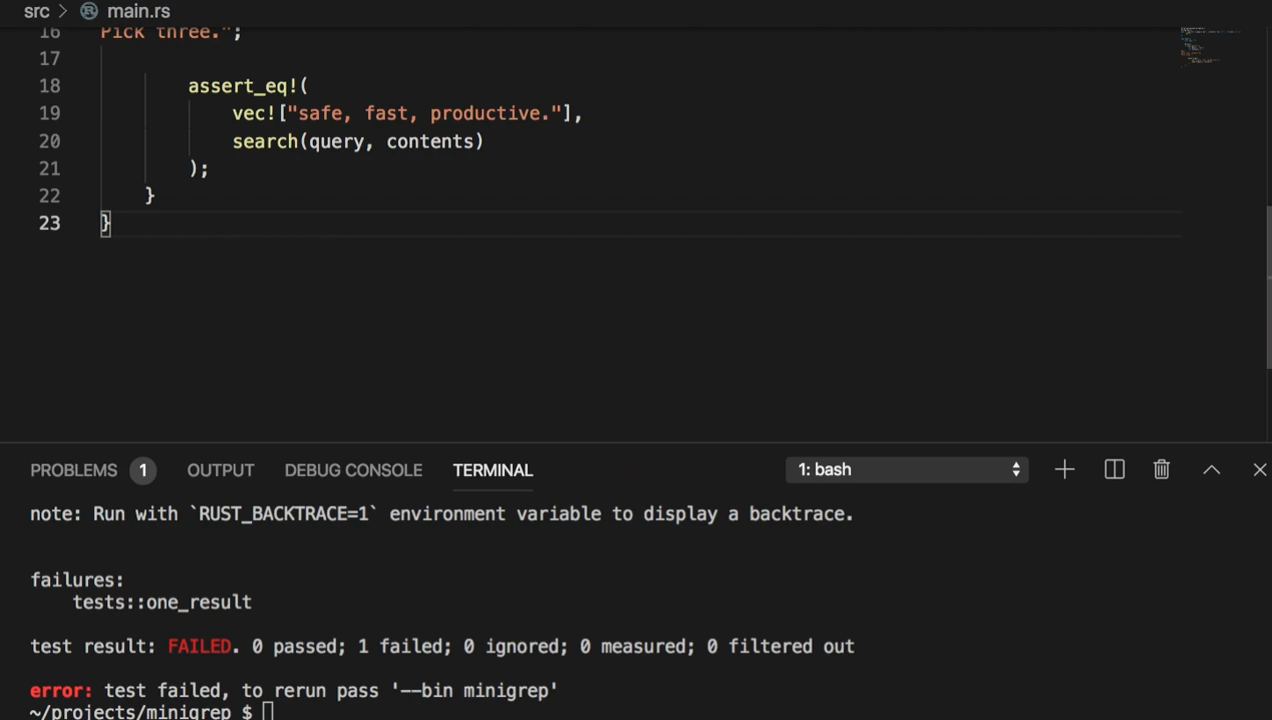 src > main.rs
16 Pick three.";
17
18 assert_eq!(
19 vec!["safe, fast, productive."],
20 search(query, contents)
21 );
22 }
23 }
PROBLEMS 1 OUTPUT DEBUG CONSOLE TERMINAL 1: bash
note: Run with `RUST_BACKTRACE=1` environment variable to display a backtrace.
failures:
tests::one_result
test result: FAILED. 0 passed; 1 failed; 0 ignored; 0 measured; 0 filtered out
error: test failed, to rerun pass '--bin minigrep'
~/projects/minigrep $